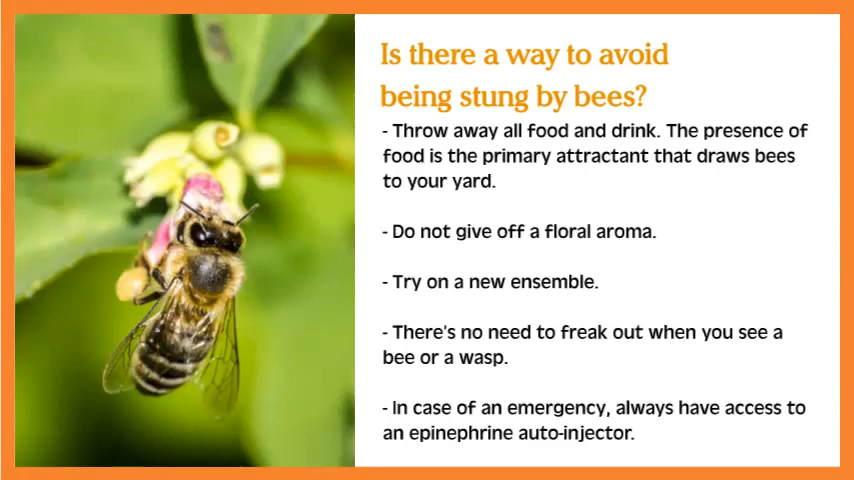 Is there a way to avoid
being stung by bees?
- Throw away all food and drink. The presence of
food is the primary attractant that draws bees
to your yard.
- Do not give off a floral aroma.
- Try on a new ensemble.
- There's no need to freak out when you see a
bee or a wasp.
- In case of an emergency, always have access to
an epinephrine auto-injector.